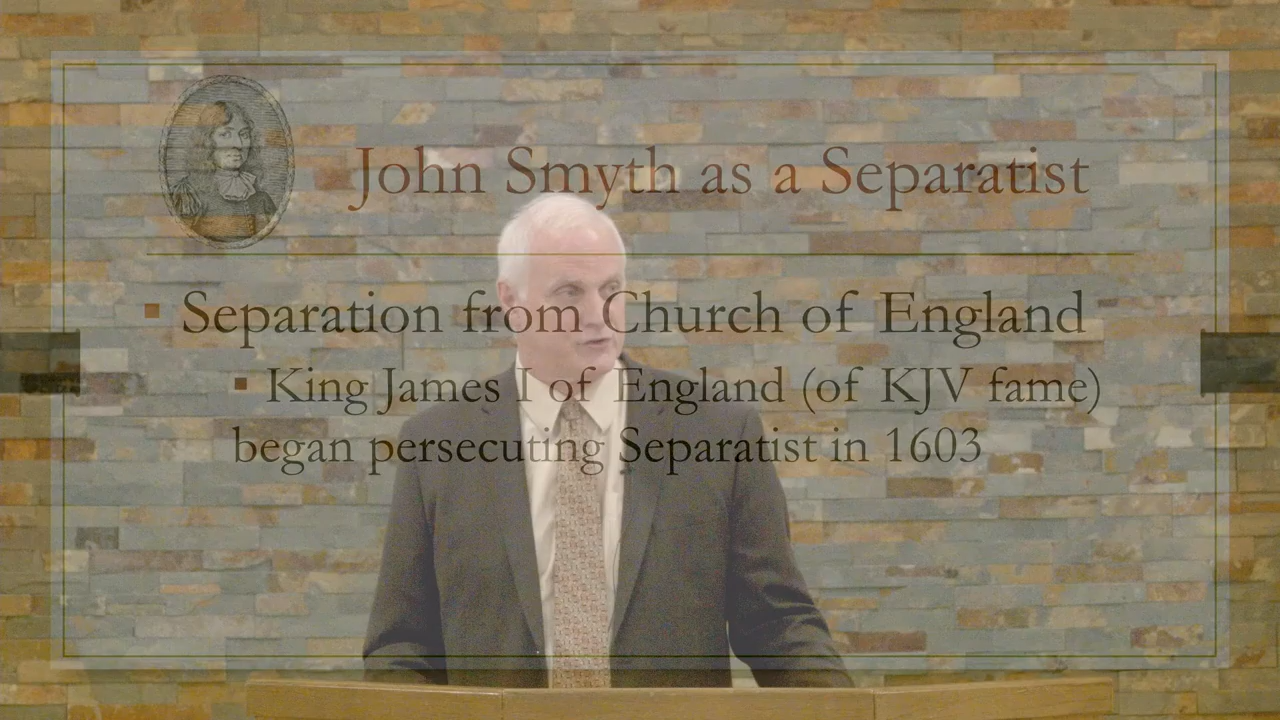 John Smyth as a Separatist
▪ Separation from Church of England
▪ King James I of England (of KJV fame)
began persecuting Separatist in 1603